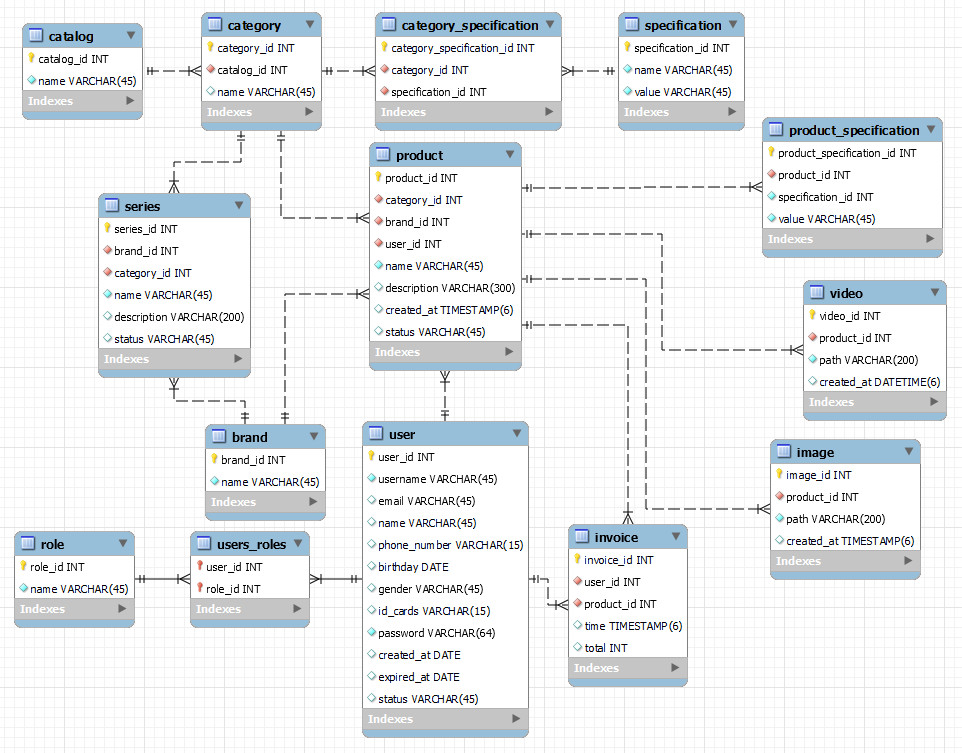 catalog
catalog_id INT
name VARCHAR(45)
Indexes
category
category_id INT
catalog_id INT
name VARCHAR(45)
Indexes
category_specification
category_specification_id INT
category_id INT
specification_id INT
Indexes
specification
specification_id INT
name VARCHAR(45)
value VARCHAR(45)
Indexes
product_specification
product_specification_id INT
product_id INT
specification_id INT
value VARCHAR(45)
Indexes
product
product_id INT
category_id INT
brand_id INT
user_id INT
name VARCHAR(45)
description VARCHAR(300)
created_at TIMESTAMP(6)
status VARCHAR(45)
Indexes
series
series_id INT
brand_id INT
category_id INT
name VARCHAR(45)
description VARCHAR(200)
status VARCHAR(45)
Indexes
video
video_id INT
product_id INT
path VARCHAR(200)
created_at DATETIME(6)
Indexes
brand
brand_id INT
name VARCHAR(45)
Indexes
user
user_id INT
username VARCHAR(45)
email VARCHAR(45)
name VARCHAR(45)
phone_number VARCHAR(15)
birthday DATE
gender VARCHAR(45)
id_cards VARCHAR(15)
password VARCHAR(64)
created_at DATE
expired_at DATE
status VARCHAR(45)
Indexes
image
image_id INT
product_id INT
path VARCHAR(200)
created_at TIMESTAMP(6)
Indexes
role
role_id INT
name VARCHAR(45)
Indexes
users_roles
user_id INT
role_id INT
Indexes
invoice
invoice_id INT
user_id INT
product_id INT
time TIMESTAMP(6)
total INT
Indexes